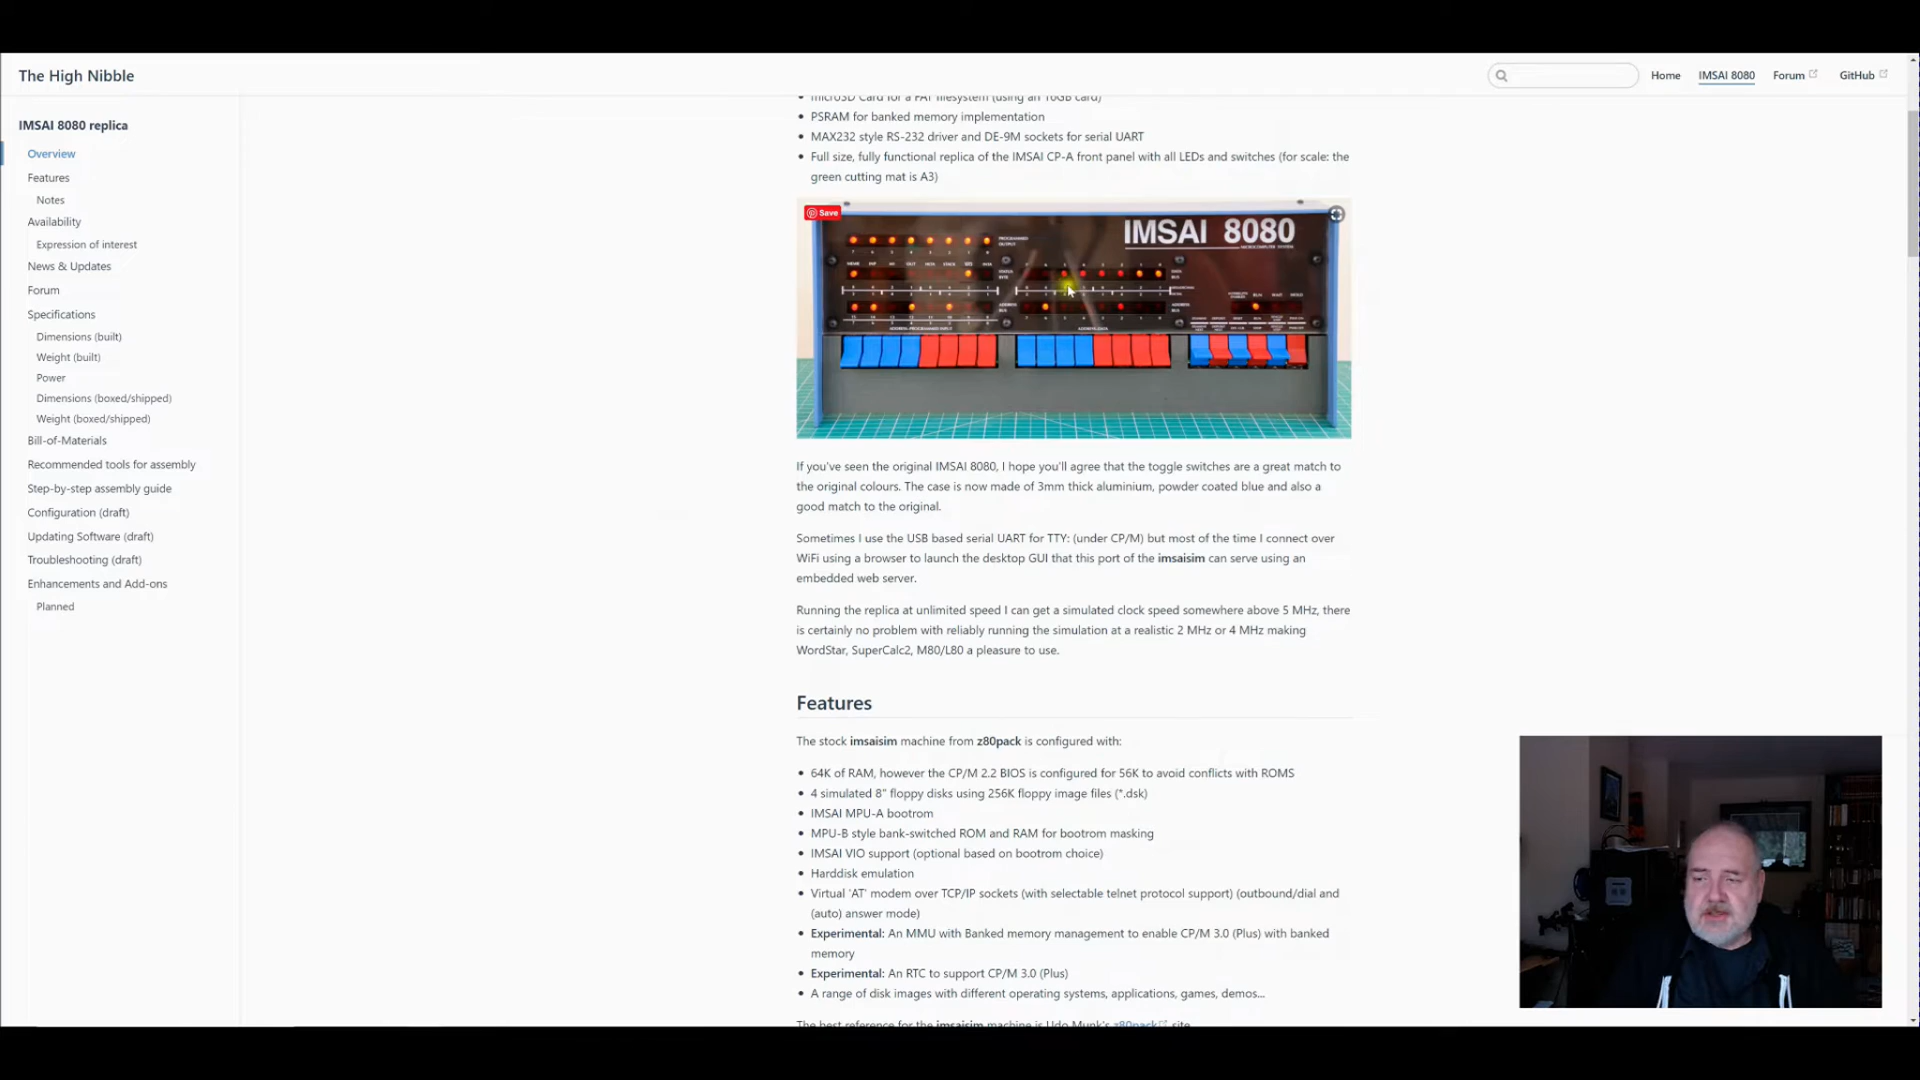 The High Nibble
Home
IMSAI 8080
Forum
GitHub
IMSAI 8080 replica
Overview
Features
Notes
Availability
Expression of interest
News & Updates
Forum
Specifications
Dimensions (built)
Weight (built)
Power
Dimensions (boxed/shipped)
Weight (boxed/shipped)
Bill-of-Materials
Recommended tools for assembly
Step-by-step assembly guide
Configuration (draft)
Updating Software (draft)
Troubleshooting (draft)
Enhancements and Add-ons
Planned
microSD Card for a FAT filesystem (using an 16GB card)
PSRAM for banked memory implementation
MAX232 style RS-232 driver and DE-9M sockets for serial UART
Full size, fully functional replica of the IMSAI CP-A front panel with all LEDs and switches (for scale: the
green cutting mat is A3)
Save
IMSAI 8080
MICROCOMPUTER SYSTEM
PROGRAMMED
OUTPUT
STATUS
BYTE
DATA
BUS
ADDRESS
BUS
ADDRESS
BUS
ADDRESS-PROGRAMMED INPUT
ADDRESS/DATA
If you've seen the original IMSAI 8080, I hope you'll agree that the toggle switches are a great match to
the original colours. The case is now made of 3mm thick aluminium, powder coated blue and also a
good match to the original.
Sometimes I use the USB based serial UART for TTY: (under CP/M) but most of the time I connect over
WiFi using a browser to launch the desktop GUI that this port of the imsaisim can serve using an
embedded web server.
Running the replica at unlimited speed I can get a simulated clock speed somewhere above 5 MHz, there
is certainly no problem with reliably running the simulation at a realistic 2 MHz or 4 MHz making
WordStar, SuperCalc2, M80/L80 a pleasure to use.
Features
The stock imsaisim machine from z80pack is configured with:
64K of RAM, however the CP/M 2.2 BIOS is configured for 56K to avoid conflicts with ROMS
4 simulated 8" floppy disks using 256K floppy image files (*.dsk)
IMSAI MPU-A bootrom
MPU-B style bank-switched ROM and RAM for bootrom masking
IMSAI VIO support (optional based on bootrom choice)
Harddisk emulation
Virtual 'AT' modem over TCP/IP sockets (with selectable telnet protocol support) (outbound/dial and
(auto) answer mode)
Experimental: An MMU with Banked memory management to enable CP/M 3.0 (Plus) with banked
memory
Experimental: An RTC to support CP/M 3.0 (Plus)
A range of disk images with different operating systems, applications, games, demos...
The best reference for the imsaisim machine is Udo Munk's z80pack site